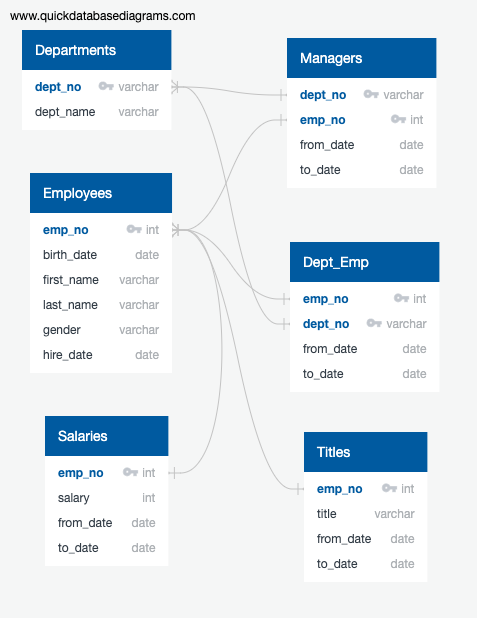 www.quickdatabasediagrams.com
Departments
dept_no varchar
dept_name varchar
Employees
emp_no int
birth_date date
first_name varchar
last_name varchar
gender varchar
hire_date date
Salaries
emp_no int
salary int
from_date date
to_date date
Managers
dept_no varchar
emp_no int
from_date date
to_date date
Dept_Emp
emp_no int
dept_no varchar
from_date date
to_date date
Titles
emp_no int
title varchar
from_date date
to_date date